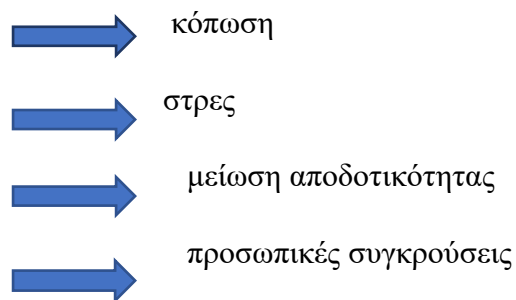 κόπωση
στρες
μείωση αποδοτικότητας
προσωπικές συγκρούσεις